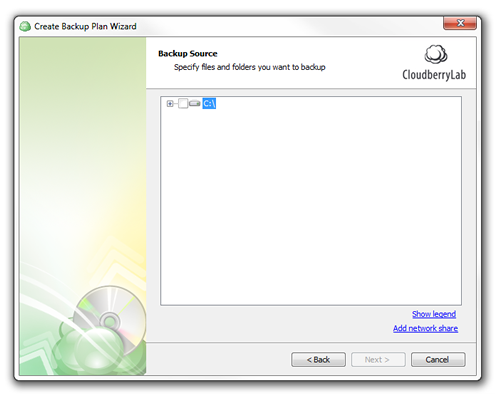 Create Backup Plan Wizard
Backup Source
Specify files and folders you want to backup
CloudberryLab
C:\
Show legend
Add network share
< Back
Next >
Cancel